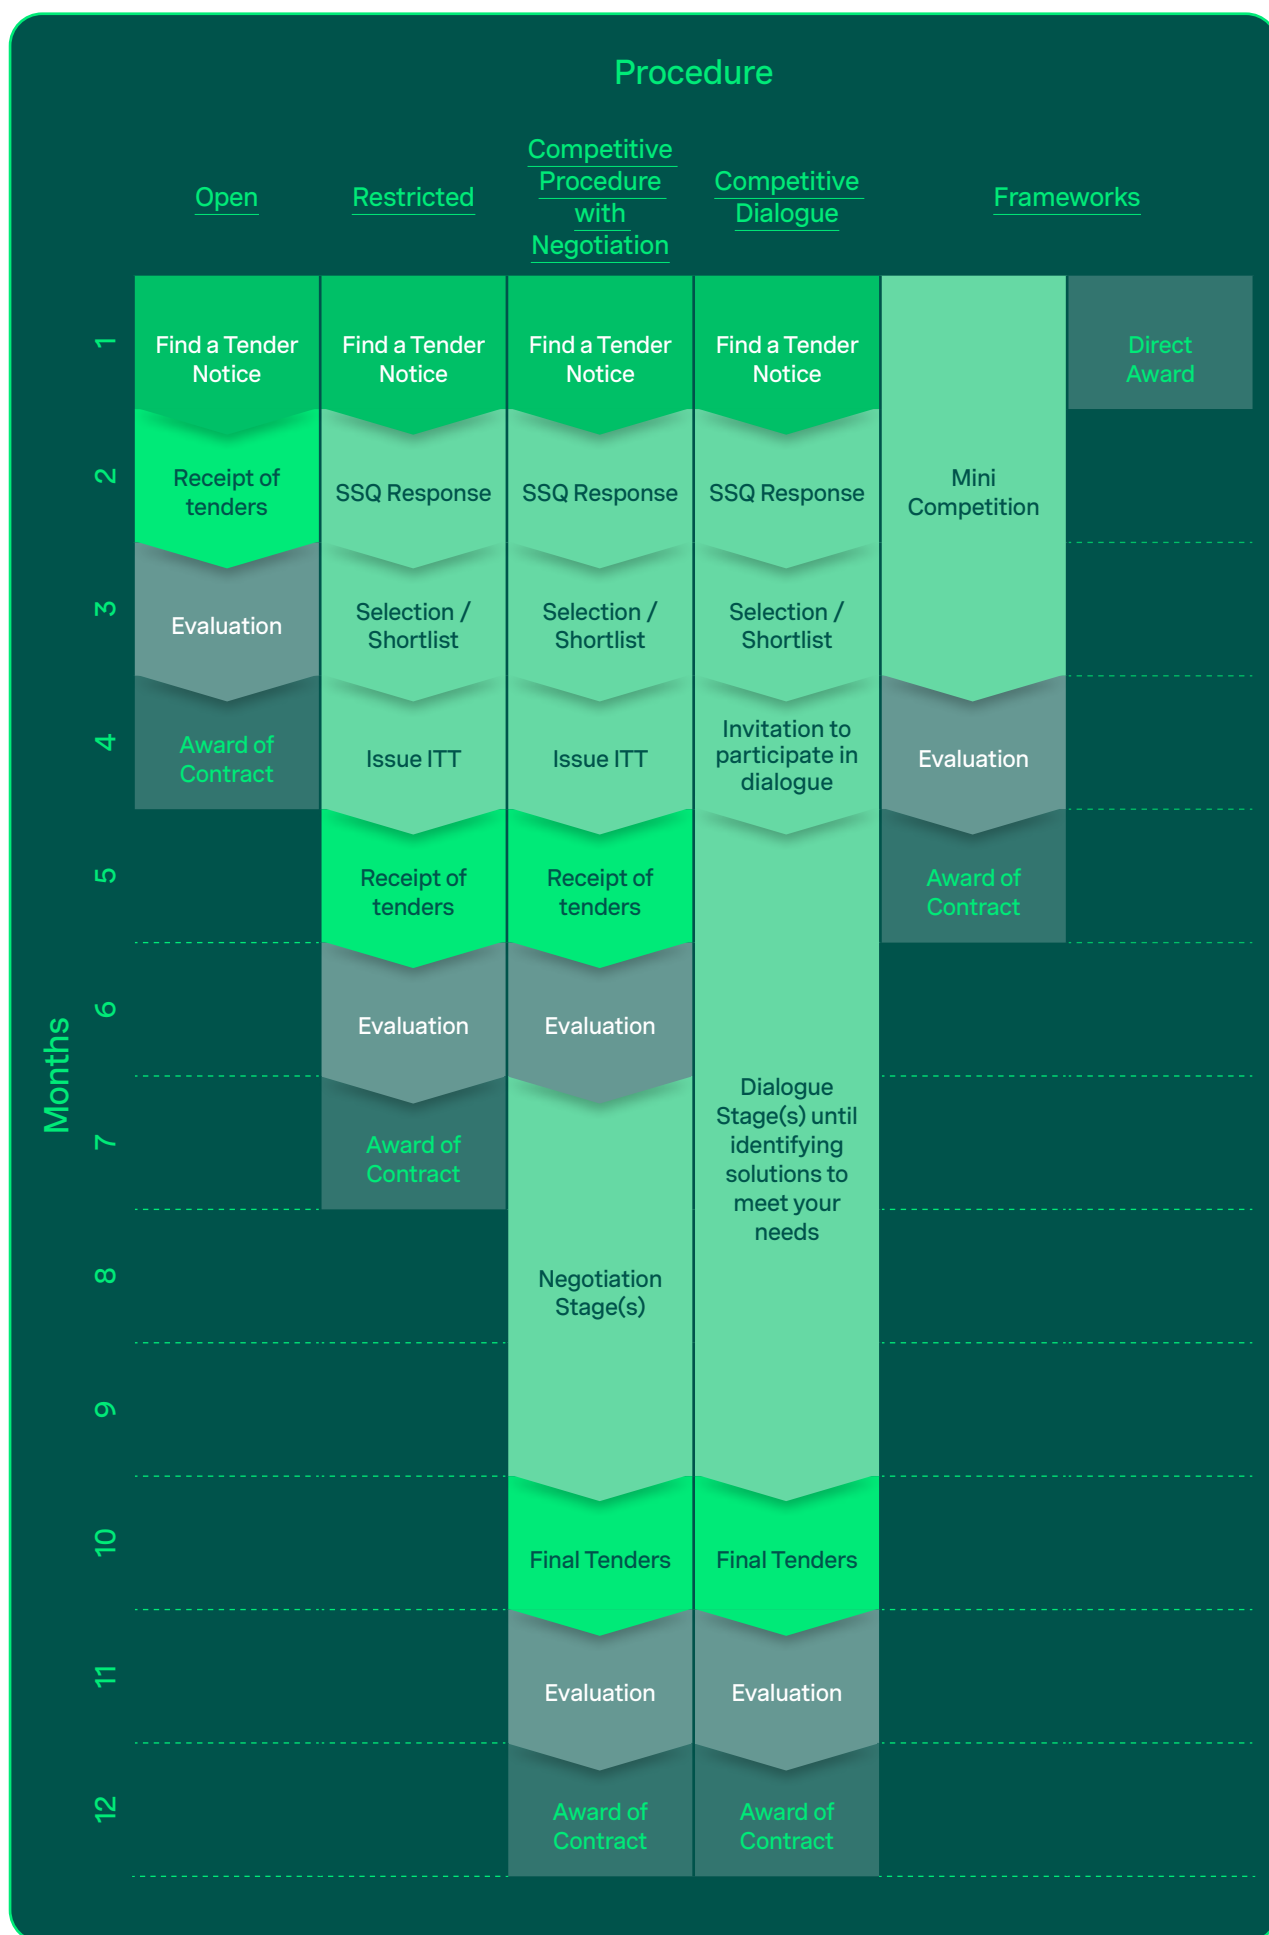 Procedure
Open
Restricted
Competitive
Procedure
with
Negotiation
Competitive
Dialogue
Frameworks
Months
1
Find a Tender
Notice
Find a Tender
Notice
Find a Tender
Notice
Find a Tender
Notice
Direct
Award
2
Receipt of
tenders
SSQ Response
SSQ Response
SSQ Response
Mini
Competition
3
Evaluation
Selection /
Shortlist
Selection /
Shortlist
Selection /
Shortlist
4
Award of
Contract
Issue ITT
Issue ITT
Invitation to
participate in
dialogue
Evaluation
5
Receipt of
tenders
Receipt of
tenders
Award of
Contract
6
Evaluation
Evaluation
7
Award of
Contract
Dialogue
Stage(s) until
identifying
solutions to
meet your
needs
8
Negotiation
Stage(s)
9
10
Final Tenders
Final Tenders
11
Evaluation
Evaluation
12
Award of
Contract
Award of
Contract